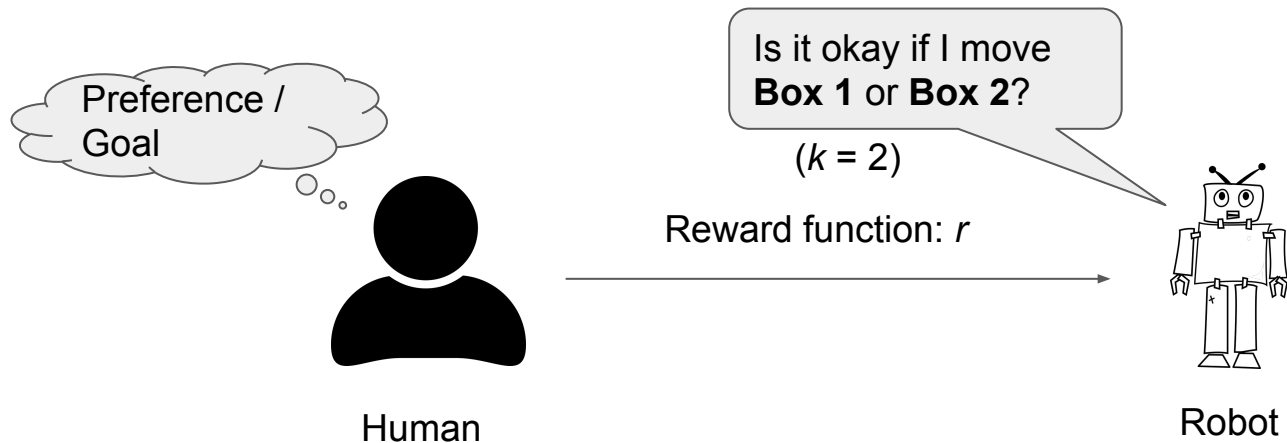 Preference /
Goal
Is it okay if I move
Box 1 or Box 2?
(k = 2)
Reward function: r
Human
Robot